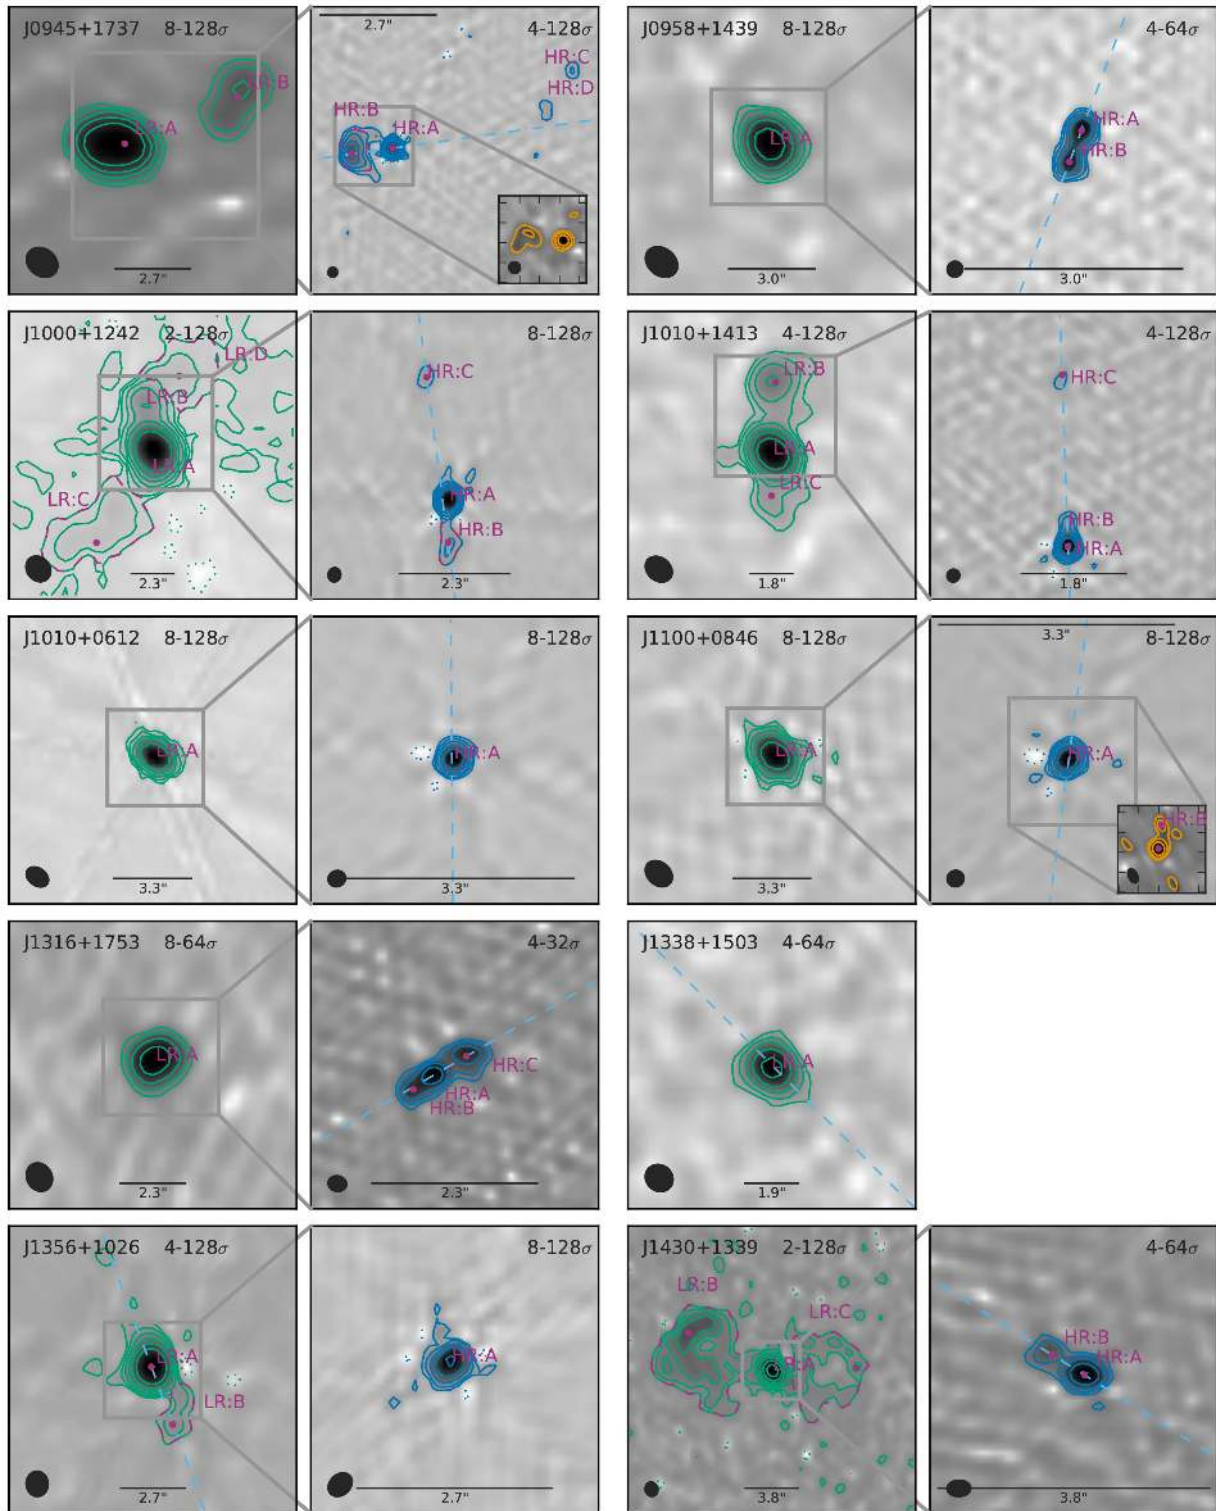 J0945+1737 8-128σ
LR:B
LR:A
2.7"
2.7"
4-128σ
HR:C
HR:D
HR:B
HR:A
J0958+1439 8-128σ
LR:A
3.0"
4-64σ
HR:A
HR:B
3.0"
J1000+1242 2-128σ
LR:D
LR:B
LR:A
LR:C
2.3"
8-128σ
HR:C
HR:A
HR:B
2.3"
J1010+1413 4-128σ
LR:B
LR:A
LR:C
1.8"
4-128σ
HR:C
HR:B
HR:A
1.8"
J1010+0612 8-128σ
LR:A
3.3"
8-128σ
HR:A
3.3"
J1100+0846 8-128σ
LR:A
3.3"
3.3"
8-128σ
HR:A
HR:B
J1316+1753 8-64σ
LR:A
2.3"
4-32σ
HR:C
HR:A
HR:B
2.3"
J1338+1503 4-64σ
LR:A
1.9"
J1356+1026 4-128σ
LR:A
LR:B
2.7"
8-128σ
HR:A
2.7"
J1430+1339 2-128σ
LR:B
LR:C
LR:A
3.8"
4-64σ
HR:B
HR:A
3.8"